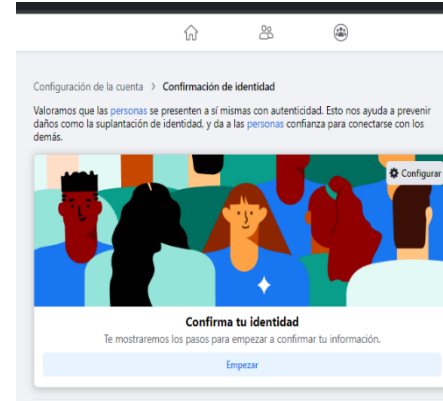 Configuración de la cuenta > Confirmación de identidad
Valoramos que las personas se presenten a sí mismas con autenticidad. Esto nos ayuda a prevenir
daños como la suplantación de identidad, y da a las personas confianza para conectarse con los
demás.
Configurar
Confirma tu identidad
Te mostraremos los pasos para empezar a confirmar tu información.
Empezar